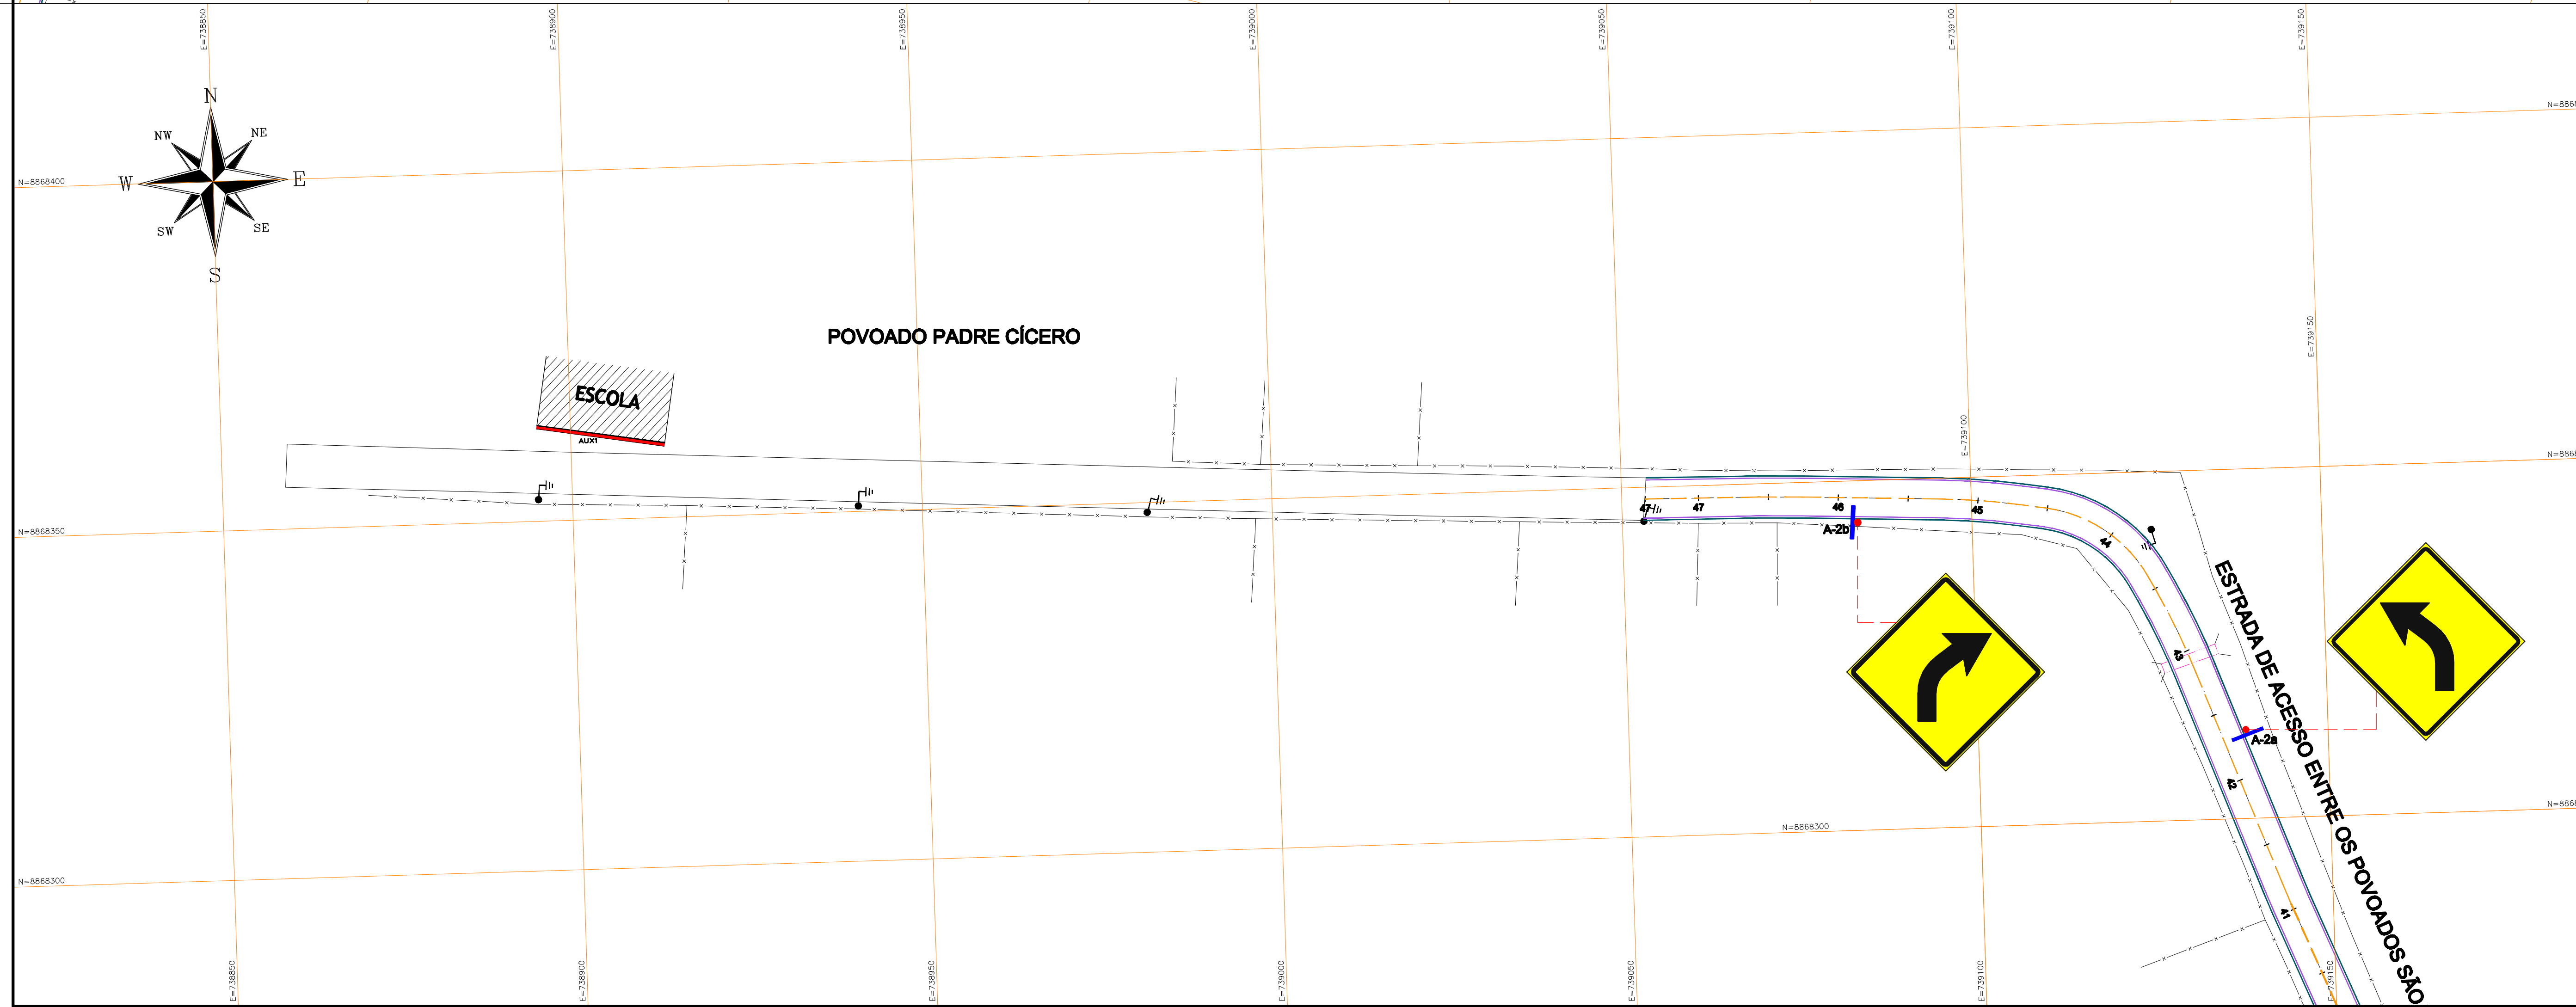 E=738850
E=738900
E=738950
E=739000
E=739050
E=739100
E=739150
N
NW
NE
W
E
SW
SE
S
N=8868400
POVOADO PADRE CÍCERO
E=739150
ESCOLA
AUX1
E=739100
47
47
46
45
44
A-2b
N=8868350
43
A-2a
42
41
ESTRADA DE ACESSO ENTRE OS POVOADOS SÃO
N=8868300
N=8868300
E=738850
E=738900
E=738950
E=739000
E=739050
E=739100
E=739150